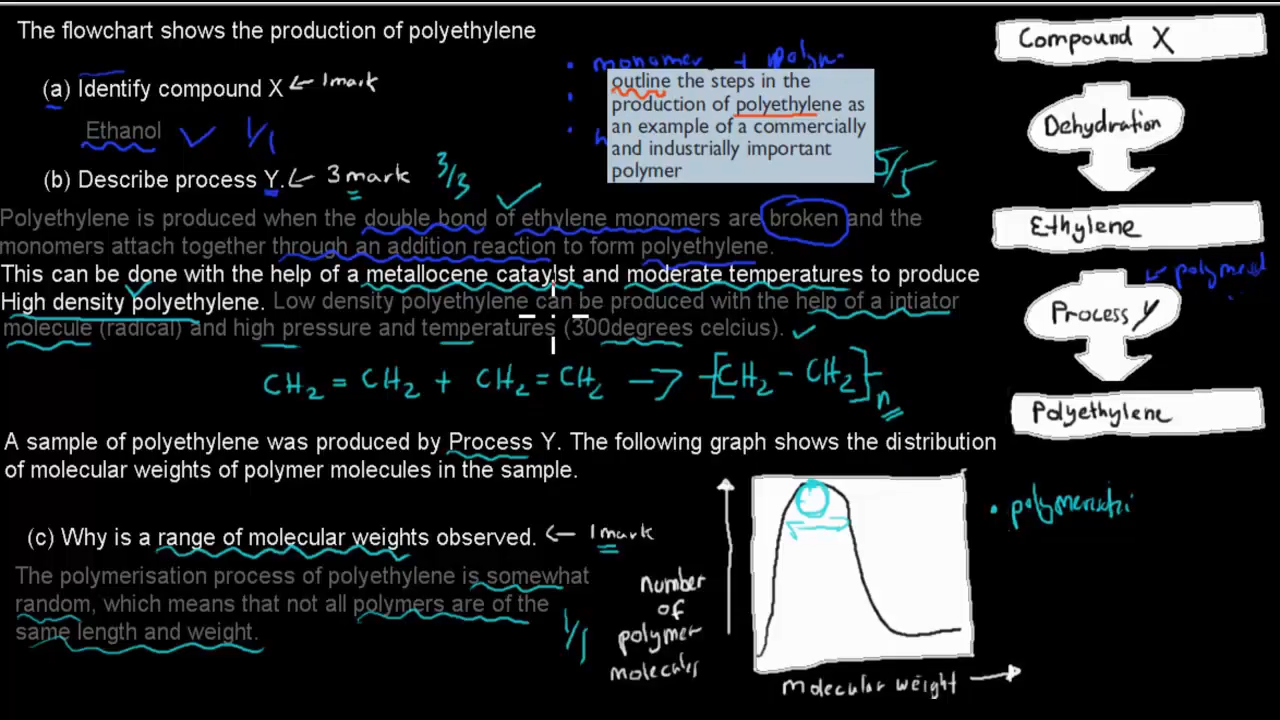 The flowchart shows the production of polyethylene
(a) Identify compound X ← 1mark
Ethanol ✓ 1/1
• monomer +
•
•
outline the steps in the
production of polyethylene as
an example of a commercially
and industrially important
polymer
5/5
(b) Describe process Y. ← 3 mark 3/3
Polyethylene is produced when the double bond of ethylene monomers are broken and the
monomers attach together through an addition reaction to form polyethylene.
This can be done with the help of a metallocene cataylst and moderate temperatures to produce
High density polyethylene. Low density polyethylene can be produced with the help of a intiator
molecule (radical) and high pressure and temperatures (300degrees celcius). ✓
CH2 = CH2 + CH2 = CH2 → -[CH2 - CH2]-n
Compound X
Dehydration
Ethylene
Process Y
Polyethylene
A sample of polyethylene was produced by Process Y. The following graph shows the distribution
of molecular weights of polymer molecules in the sample.
(c) Why is a range of molecular weights observed. ← 1mark
The polymerisation process of polyethylene is somewhat
random, which means that not all polymers are of the
same length and weight. 1/1
number
of
polymer
molecules
molecular weight →